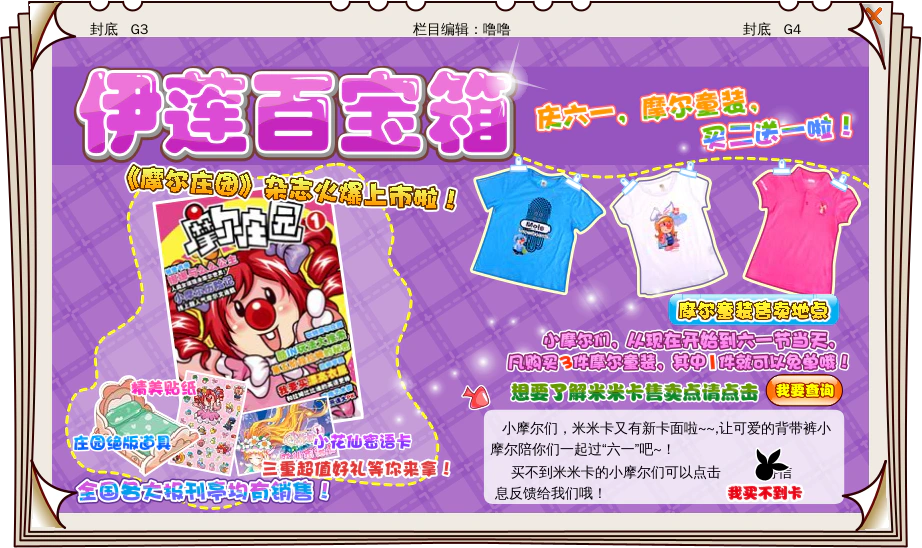 封底 G3
栏目编辑：噜噜
封底 G4
伊莲百宝箱
庆六一，摩尔童装，
买二送一啦！
《摩尔庄园》杂志火爆上市啦！
摩尔庄园 1
Mole
摩尔童装售卖地点
小摩尔们，从现在开始到六一节当天，
凡购买3件摩尔童装，其中1件就可以免单哦！
想要了解米米卡售卖点请点击
我要查询
精美贴纸
庄园绝版道具
小花仙密语卡
三重超值好礼等你来拿！
全国各大报刊亭均有销售！
小摩尔们，米米卡又有新卡面啦~~,让可爱的背带裤小
摩尔陪你们一起过“六一”吧~！
买不到米米卡的小摩尔们可以点击
信
息反馈给我们哦！
我买不到卡